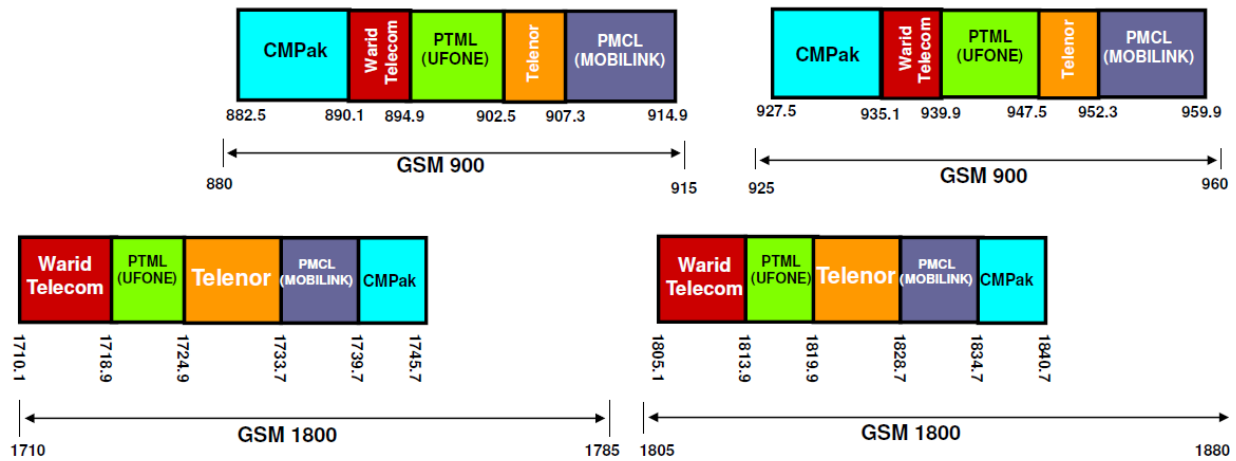 CMPak
Warid
Telecom
PTML
(UFONE)
Telenor
PMCL
(MOBILINK)
882.5
890.1
894.9
902.5
907.3
914.9
GSM 900
880
915
CMPak
Warid
Telecom
PTML
(UFONE)
Telenor
PMCL
(MOBILINK)
927.5
935.1
939.9
947.5
952.3
959.9
GSM 900
925
960
Warid
Telecom
PTML
(UFONE)
Telenor
PMCL
(MOBILINK)
CMPak
1710.1
1718.9
1724.9
1733.7
1739.7
1745.7
GSM 1800
1710
1785
Warid
Telecom
PTML
(UFONE)
Telenor
PMCL
(MOBILINK)
CMPak
1805.1
1813.9
1819.9
1828.7
1834.7
1840.7
GSM 1800
1805
1880